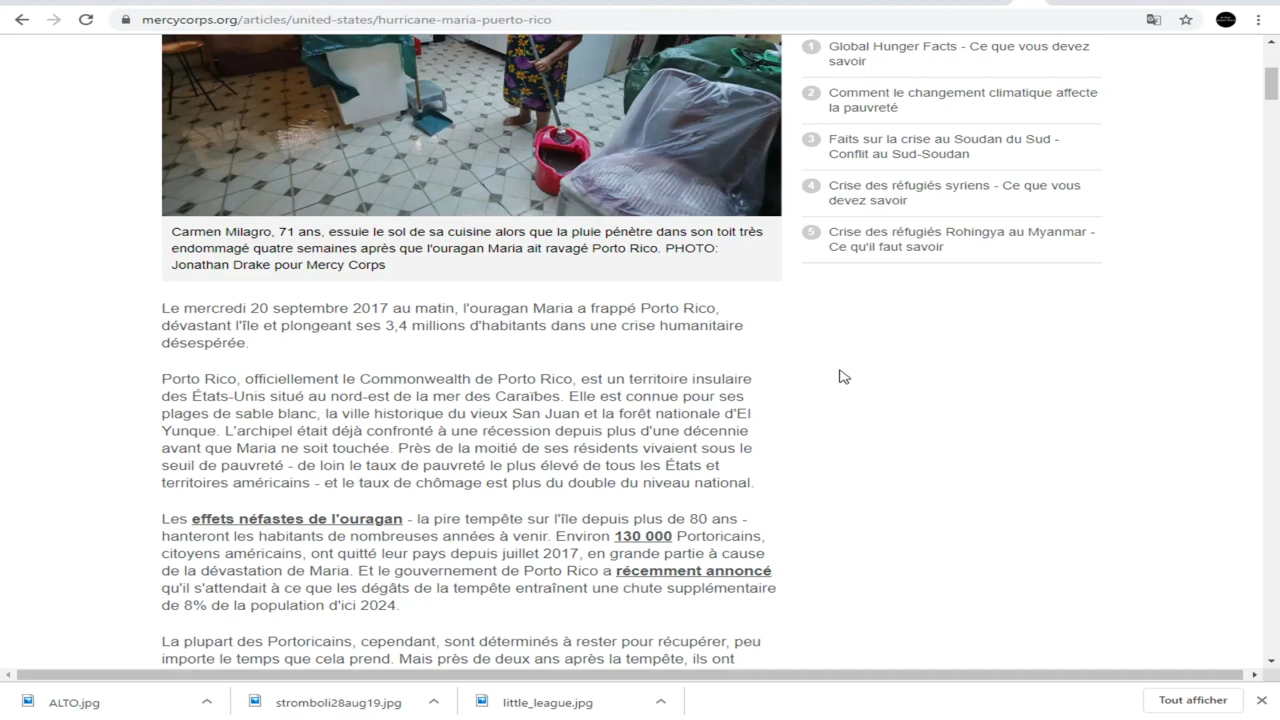 mercycorps.org/articles/united-states/hurricane-maria-puerto-rico
Carmen Milagro, 71 ans, essuie le sol de sa cuisine alors que la pluie pénètre dans son toit très
endommagé quatre semaines après que l'ouragan Maria ait ravagé Porto Rico. PHOTO:
Jonathan Drake pour Mercy Corps
Le mercredi 20 septembre 2017 au matin, l'ouragan Maria a frappé Porto Rico,
dévastant l'île et plongeant ses 3,4 millions d'habitants dans une crise humanitaire
désespérée.
Porto Rico, officiellement le Commonwealth de Porto Rico, est un territoire insulaire
des États-Unis situé au nord-est de la mer des Caraïbes. Elle est connue pour ses
plages de sable blanc, la ville historique du vieux San Juan et la forêt nationale d'El
Yunque. L'archipel était déjà confronté à une récession depuis plus d'une décennie
avant que Maria ne soit touchée. Près de la moitié de ses résidents vivaient sous le
seuil de pauvreté - de loin le taux de pauvreté le plus élevé de tous les États et
territoires américains - et le taux de chômage est plus du double du niveau national.
Les effets néfastes de l'ouragan - la pire tempête sur l'île depuis plus de 80 ans -
hanteront les habitants de nombreuses années à venir. Environ 130 000 Portoricains,
citoyens américains, ont quitté leur pays depuis juillet 2017, en grande partie à cause
de la dévastation de Maria. Et le gouvernement de Porto Rico a récemment annoncé
qu'il s'attendait à ce que les dégâts de la tempête entraînent une chute supplémentaire
de 8% de la population d'ici 2024.
La plupart des Portoricains, cependant, sont déterminés à rester pour récupérer, peu
importe le temps que cela prend. Mais près de deux ans après la tempête, ils ont
1 Global Hunger Facts - Ce que vous devez
savoir
2 Comment le changement climatique affecte
la pauvreté
3 Faits sur la crise au Soudan du Sud -
Conflit au Sud-Soudan
4 Crise des réfugiés syriens - Ce que vous
devez savoir
5 Crise des réfugiés Rohingya au Myanmar -
Ce qu'il faut savoir
ALTO.jpg
stromboli28aug19.jpg
little_league.jpg
Tout afficher